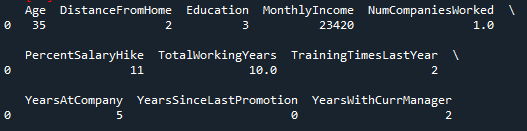 Age DistanceFromHome Education MonthlyIncome NumCompaniesWorked \
0 35 2 3 23420 1.0
PercentSalaryHike TotalWorkingYears TrainingTimesLastYear \
0 11 10.0 2
YearsAtCompany YearsSinceLastPromotion YearsWithCurrManager
0 5 0 2